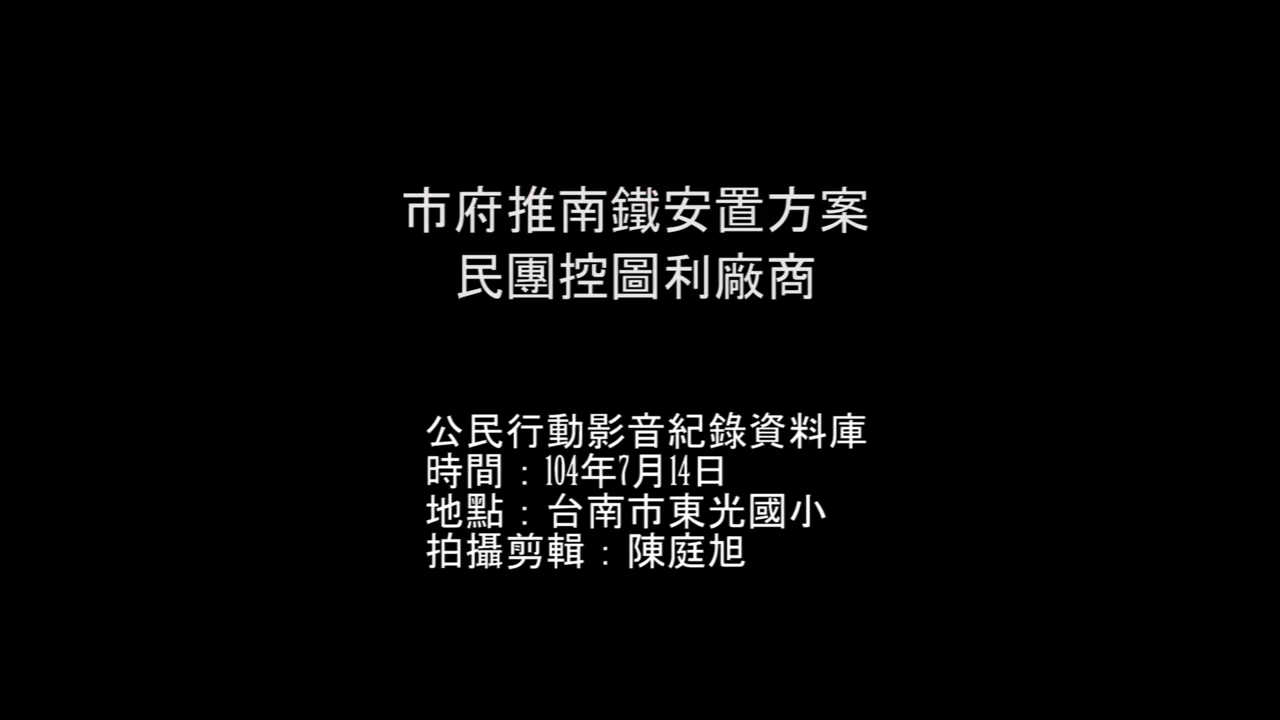 市府推南鐵安置方案
民團控圖利廠商
公民行動影音紀錄資料庫
時間：104年7月14日
地點：台南市東光國小
拍攝剪輯：陳庭旭